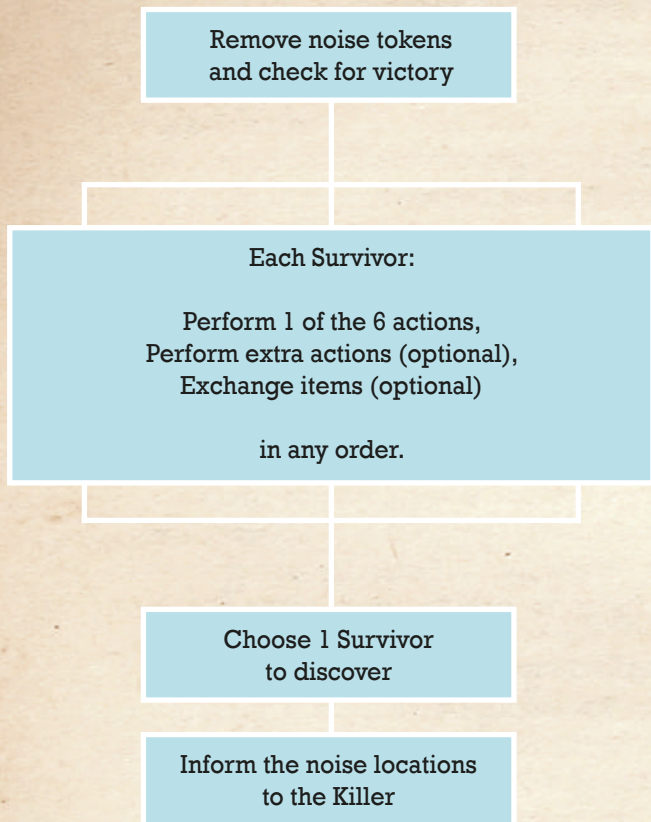 Remove noise tokens
and check for victory
Each Survivor:
Perform 1 of the 6 actions,
Perform extra actions (optional),
Exchange items (optional)
in any order.
Choose 1 Survivor
to discover
Inform the noise locations
to the Killer